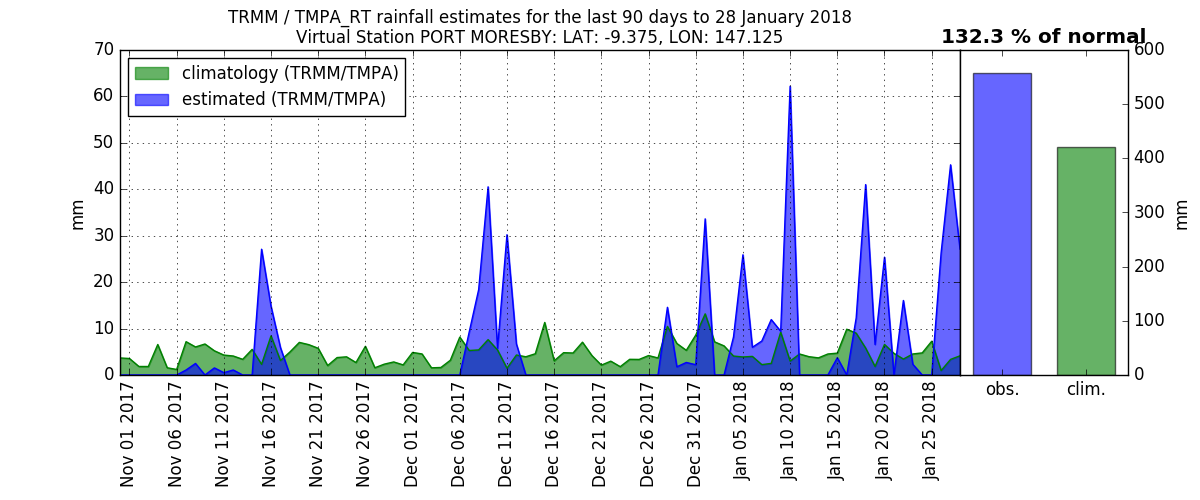 TRMM / TMPA_RT rainfall estimates for the last 90 days to 28 January 2018
Virtual Station PORT MORESBY: LAT: -9.375, LON: 147.125
132.3 % of normal
climatology (TRMM/TMPA)
estimated (TRMM/TMPA)
mm
70
60
50
40
30
20
10
0
Nov 01 2017
Nov 06 2017
Nov 11 2017
Nov 16 2017
Nov 21 2017
Nov 26 2017
Dec 01 2017
Dec 06 2017
Dec 11 2017
Dec 16 2017
Dec 21 2017
Dec 26 2017
Dec 31 2017
Jan 05 2018
Jan 10 2018
Jan 15 2018
Jan 20 2018
Jan 25 2018
obs.
clim.
600
500
400
300
200
100
0
mm